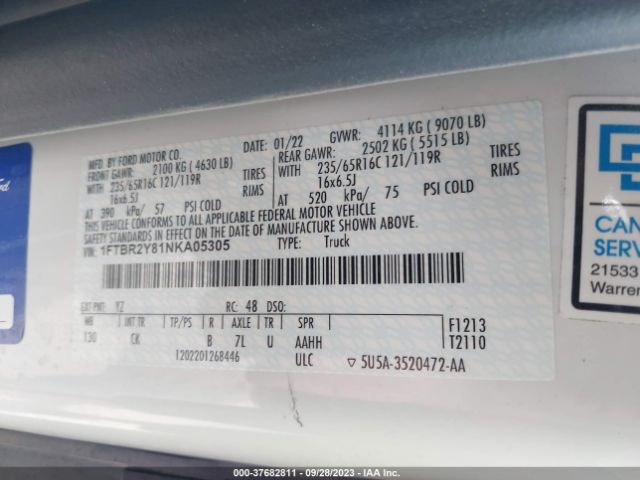 MFD. BY FORD MOTOR CO.
DATE: 01/22 GVWR: 4114 KG ( 9070 LB)
FRONT GAWR: 2100 KG ( 4630 LB)
REAR GAWR: 2502 KG ( 5515 LB)
WITH 235/65R16C 121/119R TIRES
WITH 235/65R16C 121/119R TIRES
16x6.5J RIMS
16x6.5J RIMS
AT 390 kPa/ 57 PSI COLD
AT 520 kPa/ 75 PSI COLD
THIS VEHICLE CONFORMS TO ALL APPLICABLE FEDERAL MOTOR VEHICLE
SAFETY STANDARDS IN EFFECT ON THE DATE OF MANUFACTURE SHOWN ABOVE.
VIN: 1FTBR2Y81NKA05305
TYPE: Truck
EXT PNT: YZ RC: 48 DSO:
WB INT TR TP/PS R AXLE TR SPR
130 CK B 7L U AAHH
F1213
T2110
1202201268446
ULC
▽ 5U5A-3520472-AA
Ford
CAN
SERV
21533
Warren
000-37682811 - 09/28/2023 - IAA Inc.